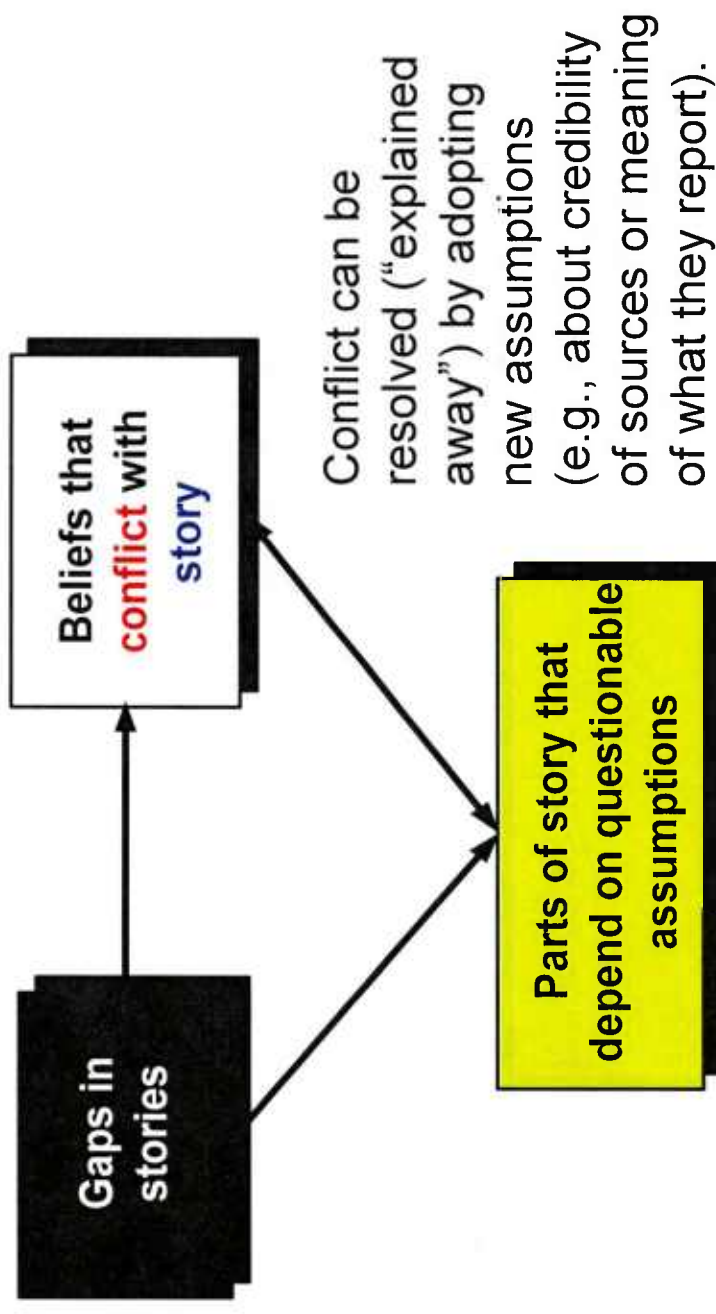 Gaps in
stories
Beliefs that
conflict with
story
Parts of story that
depend on questionable
assumptions
Conflict can be
resolved (“explained
away”) by adopting
new assumptions
(e.g., about credibility
of sources or meaning
of what they report).